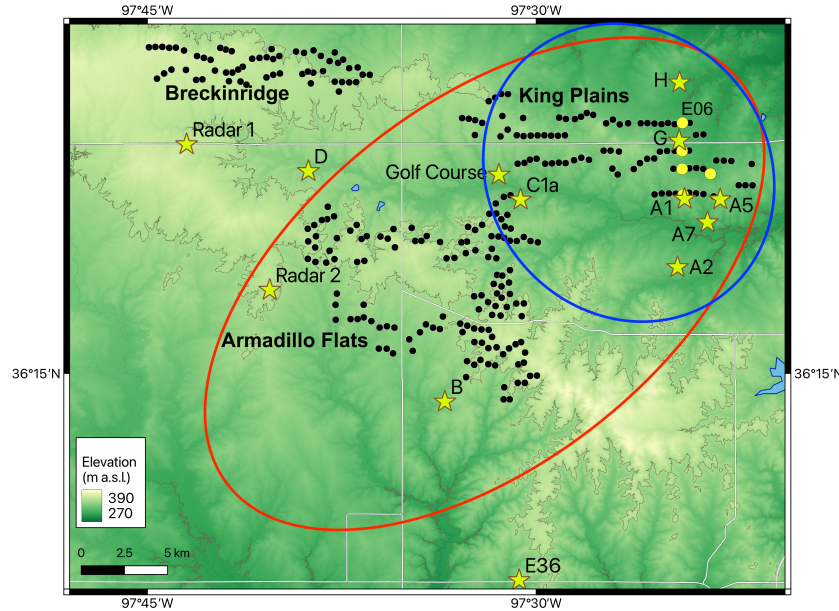 97°45'W
97°30'W
Breckinridge
King Plains
H
E06
Radar 1
G
D
Golf Course
C1a
A1
A5
A7
Radar 2
A2
Armadillo Flats
36°15'N
36°15'N
B
Elevation
(m a.s.l.)
390
270
0
2.5
5 km
E36
97°45'W
97°30'W